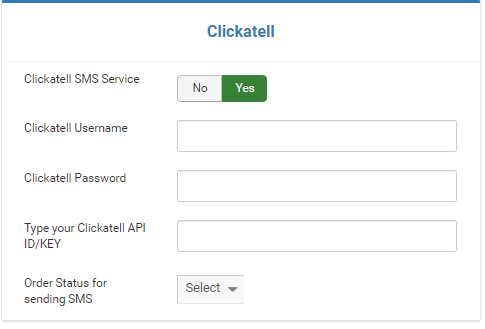 Clickatell
Clickatell SMS Service
No Yes
Clickatell Username
Clickatell Password
Type your Clickatell API
ID/KEY
Order Status for
sending SMS
Select